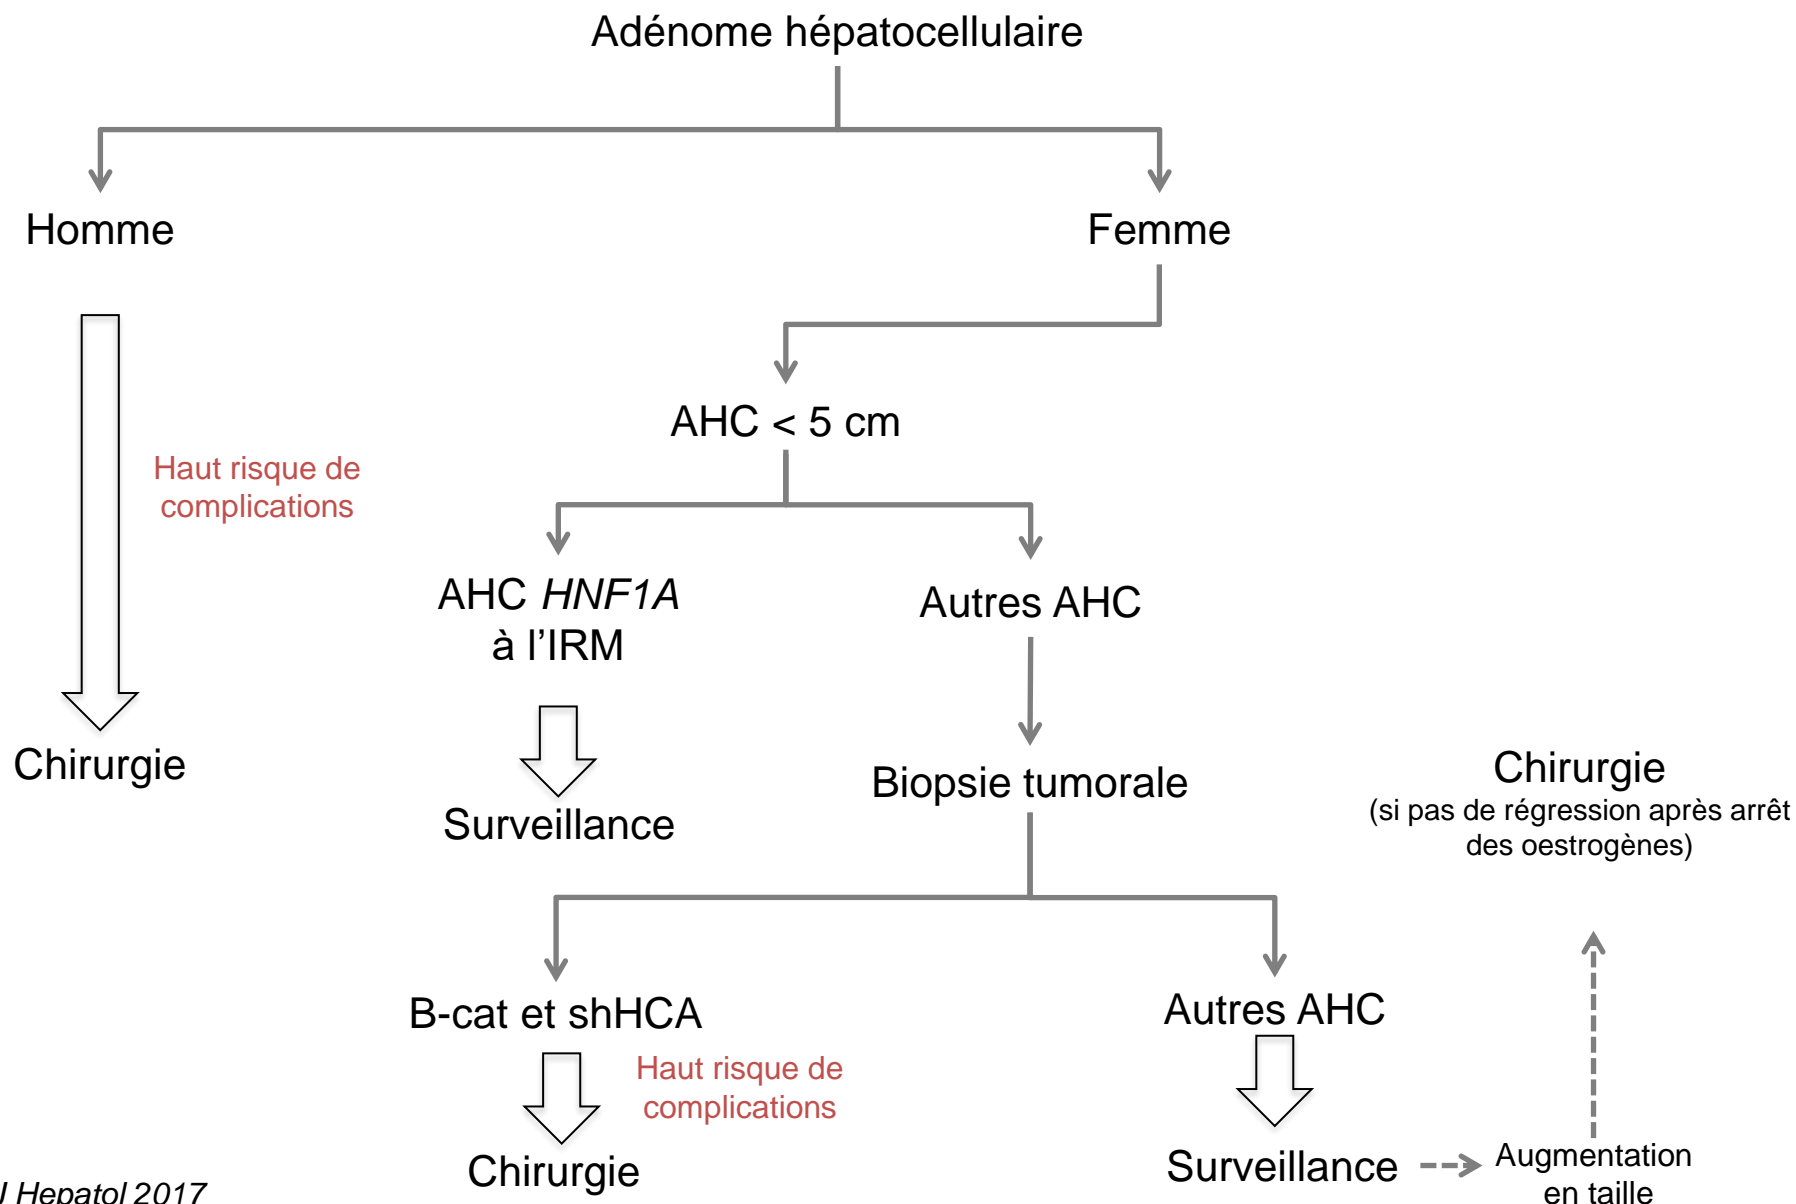 Adénome hépatocellulaire
Homme
Femme
AHC < 5 cm
Haut risque de
complications
AHC HNF1A
à l’IRM
Autres AHC
Chirurgie
Surveillance
Biopsie tumorale
Chirurgie
(si pas de régression après arrêt
des oestrogènes)
B-cat et shHCA
Autres AHC
Haut risque de
complications
Chirurgie
Surveillance
Augmentation
en taille
J Hepatol 2017